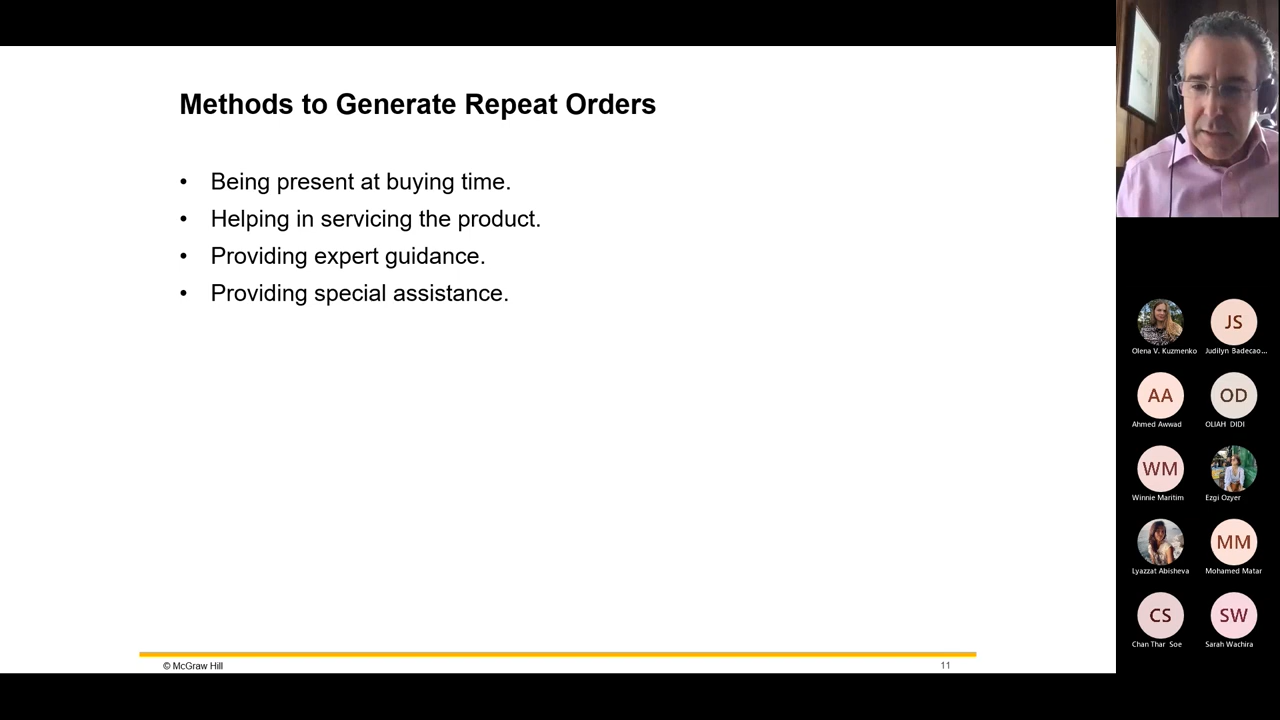 Methods to Generate Repeat Orders
• Being present at buying time.
• Helping in servicing the product.
• Providing expert guidance.
• Providing special assistance.
© McGraw Hill
11
Olena V. Kuzmenko
JS
Judilyn Badecao...
AA
Ahmed Awwad
OD
OLIAH DIDI
WM
Winnie Maritim
Ezgi Ozyer
Lyazzat Abisheva
MM
Mohamed Matar
CS
Chan Thar Soe
SW
Sarah Wachira